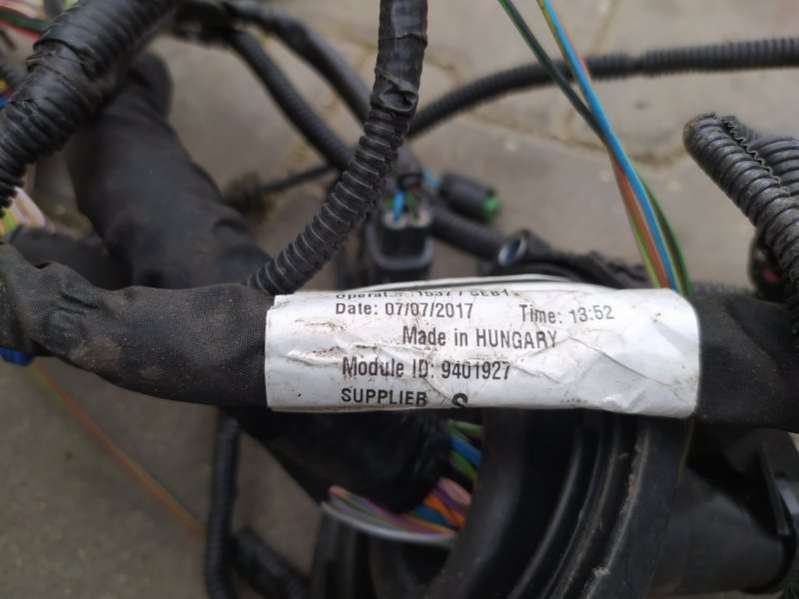 Date: 07/07/2017 Time: 13:52
Made in HUNGARY
Module ID: 9401927
SUPPLIER S